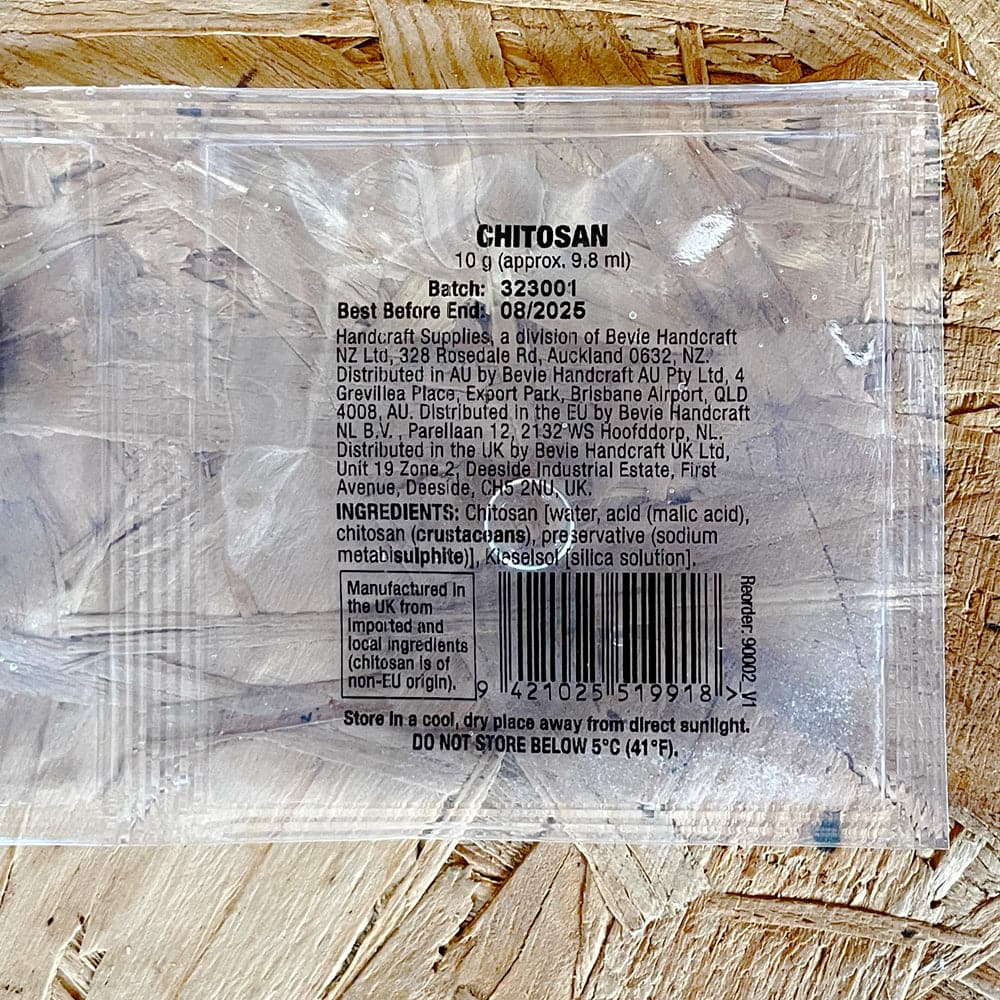 CHITOSAN
10 g (approx. 9.8 ml)
Batch: 323001
Best Before End: 08/2025
Handcraft Supplies, a division of Bevie Handcraft
NZ Ltd, 328 Rosedale Rd, Auckland 0632, NZ.
Distributed in AU by Bevie Handcraft AU Pty Ltd, 4
Grevillea Place, Export Park, Brisbane Airport, QLD
4008, AU. Distributed in the EU by Bevie Handcraft
NL B.V. , Parellaan 12, 2132 WS Hoofddorp, NL.
Distributed in the UK by Bevie Handcraft UK Ltd,
Unit 19 Zone 2, Deeside Industrial Estate, First
Avenue, Deeside, CH5 2NU, UK.
INGREDIENTS: Chitosan [water, acid (malic acid),
chitosan (crustaceans), preservative (sodium
metabisulphite)], Kieselsol [silica solution].
Manufactured in
the UK from
imported and
local ingredients
(chitosan is of
non-EU origin).
9 421025 519918 >
Reorder: 90002_V1
Store in a cool, dry place away from direct sunlight.
DO NOT STORE BELOW 5°C (41°F).